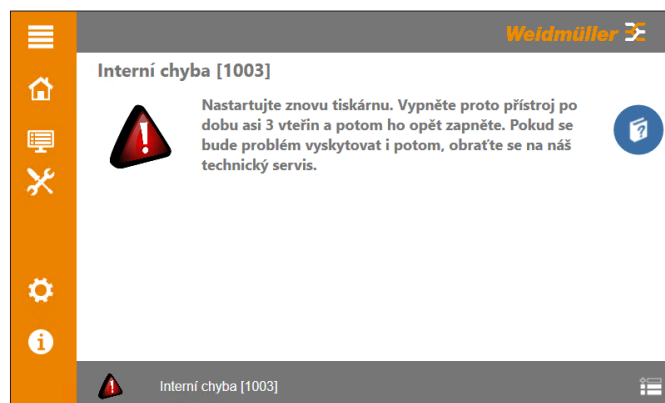 Weidmüller
Interní chyba [1003]
Nastartujte znovu tiskárnu. Vypněte proto přístroj po
dobu asi 3 vteřin a potom ho opět zapněte. Pokud se
bude problém vyskytovat i potom, obraťte se na náš
technický servis.
Interní chyba [1003]